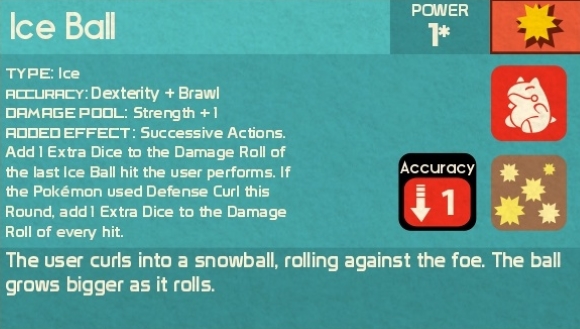 Ice Ball
POWER
1*
TYPE: Ice
ACCURACY: Dexterity + Brawl
DAMAGE POOL: Strength +1
ADDED EFFECT: Successive Actions.
Add 1 Extra Dice to the Damage Roll of
the last Ice Ball hit the user performs. If
the Pokémon used Defense Curl this
Round, add 1 Extra Dice to the Damage
Roll of every hit.
Accuracy
1
The user curls into a snowball, rolling against the foe. The ball
grows bigger as it rolls.